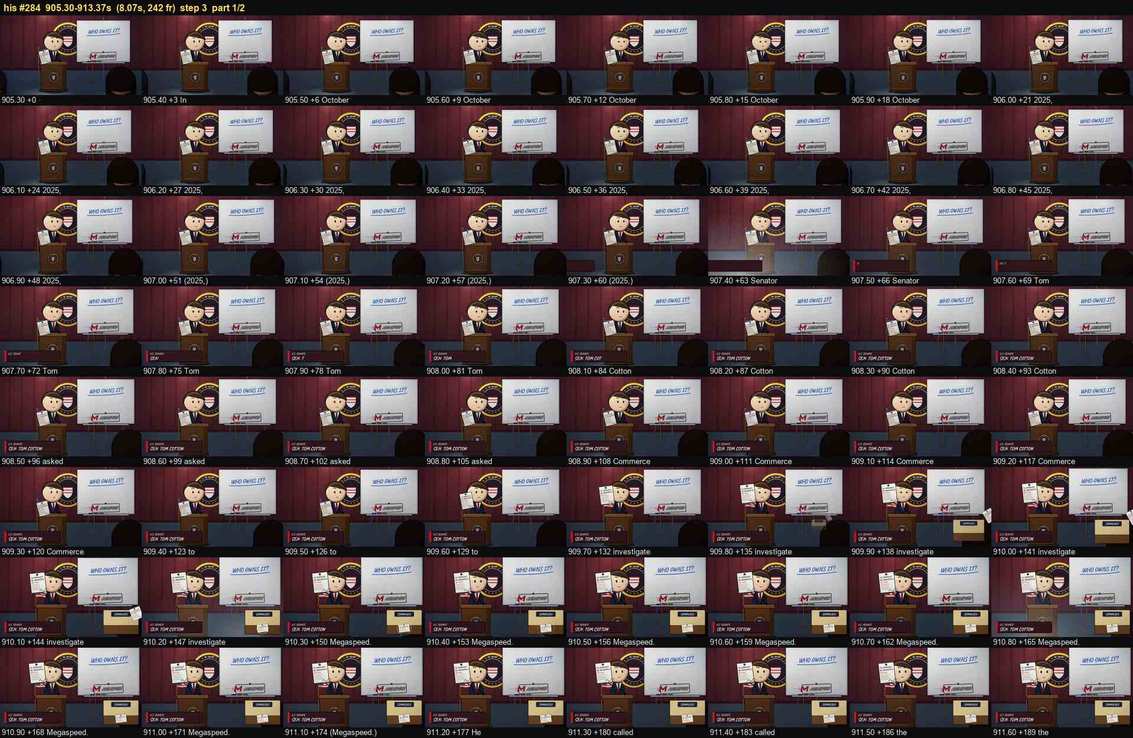 his #284 905.30-913.37s (8.07s, 242 fr) step 3 part 1/2
905.30 +0
905.40 +3 In
905.50 +6 October
905.60 +9 October
905.70 +12 October
905.80 +15 October
905.90 +18 October
906.00 +21 2025,
906.10 +24 2025,
906.20 +27 2025,
906.30 +30 2025,
906.40 +33 2025,
906.50 +36 2025,
906.60 +39 2025,
906.70 +42 2025,
906.80 +45 2025,
906.90 +48 2025,
907.00 +51 (2025,)
907.10 +54 (2025,)
907.20 +57 (2025,)
907.30 +60 (2025,)
907.40 +63 Senator
907.50 +66 Senator
907.60 +69 Tom
907.70 +72 Tom
907.80 +75 Tom
907.90 +78 Tom
908.00 +81 Tom
908.10 +84 Cotton
908.20 +87 Cotton
908.30 +90 Cotton
908.40 +93 Cotton
908.50 +96 asked
908.60 +99 asked
908.70 +102 asked
908.80 +105 asked
908.90 +108 Commerce
909.00 +111 Commerce
909.10 +114 Commerce
909.20 +117 Commerce
909.30 +120 Commerce
909.40 +123 to
909.50 +126 to
909.60 +129 to
909.70 +132 investigate
909.80 +135 investigate
909.90 +138 investigate
910.00 +141 investigate
910.10 +144 investigate
910.20 +147 investigate
910.30 +150 Megaspeed.
910.40 +153 Megaspeed.
910.50 +156 Megaspeed.
910.60 +159 Megaspeed.
910.70 +162 Megaspeed.
910.80 +165 Megaspeed.
910.90 +168 Megaspeed.
911.00 +171 Megaspeed.
911.10 +174 (Megaspeed.)
911.20 +177 He
911.30 +180 called
911.40 +183 called
911.50 +186 the
911.60 +189 the
WHO OWNS IT?
SEN. TOM COTTON